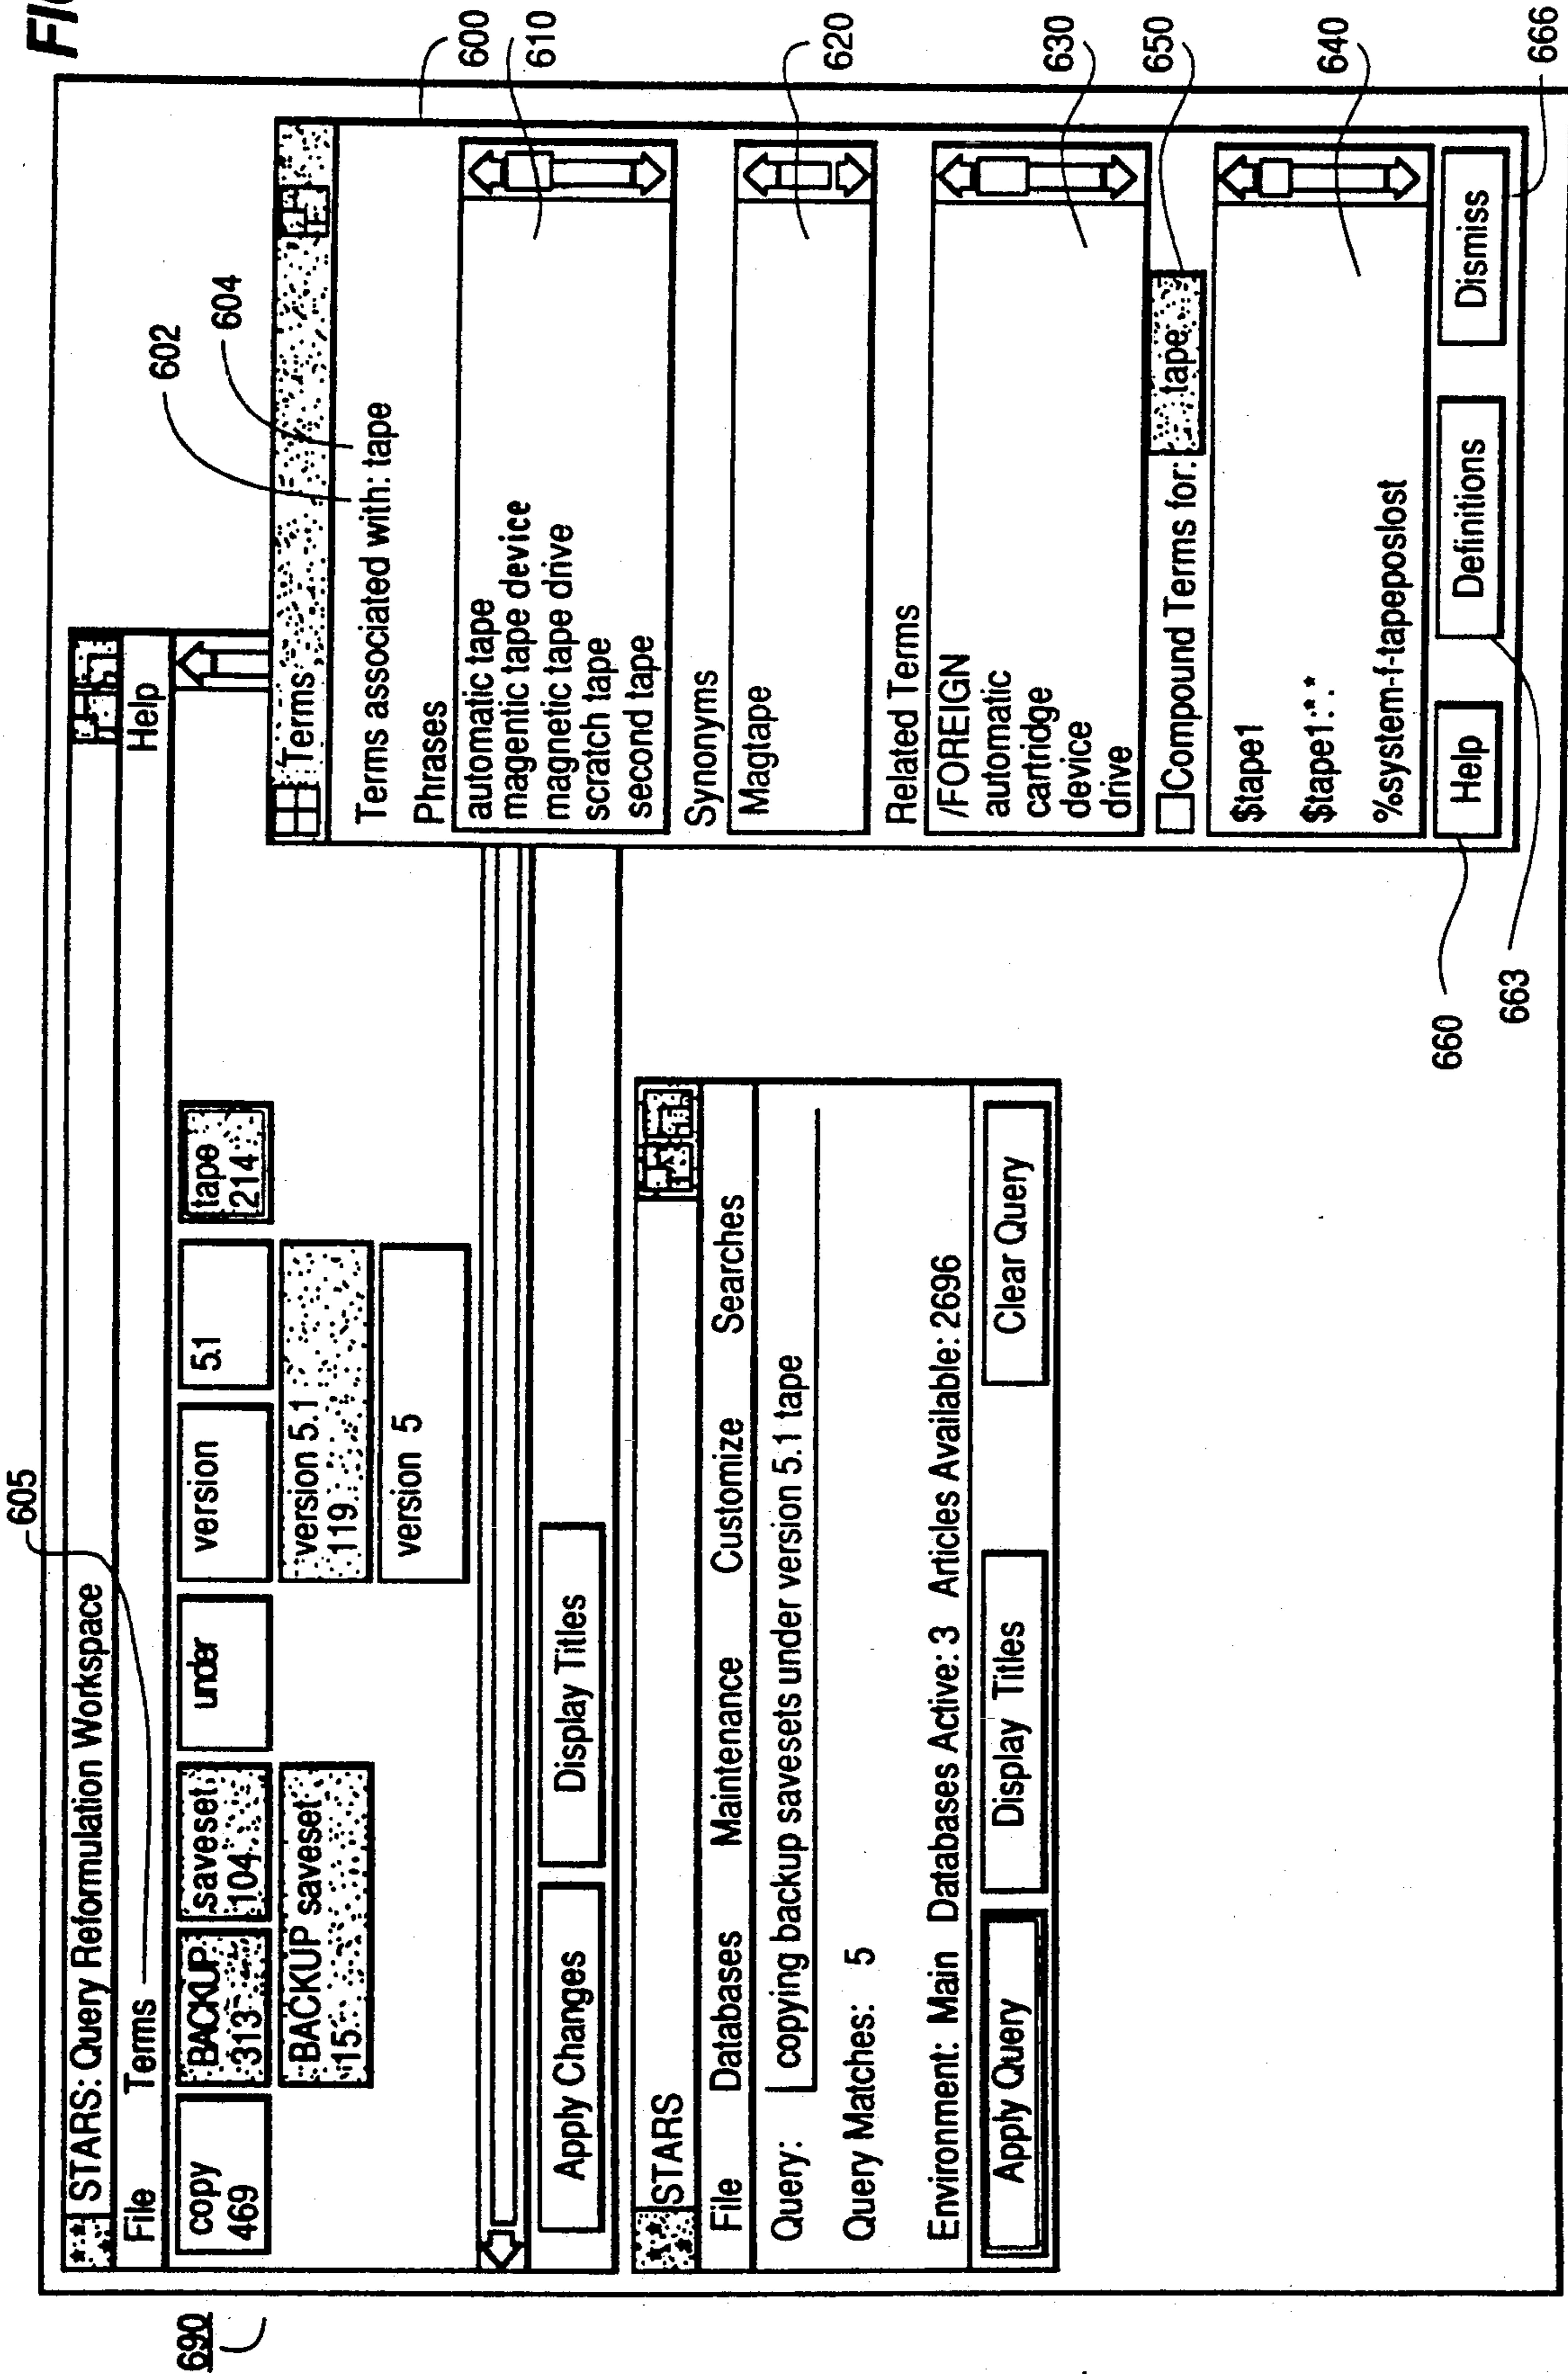 FIG
605
STARS: Query Reformulation Workspace
File Terms Help
690
copy
469
BACKUP
313
saveset
104
under
version
5.1
tape
214
BACKUP saveset
15
version 5.1
119
version 5
Apply Changes
Display Titles
STARS
File Databases Maintenance Customize Searches
Query: copying backup savesets under version 5.1 tape
Query Matches: 5
Environment: Main Databases Active: 3 Articles Available: 2696
Apply Query
Display Titles
Clear Query
602
604
600
Terms
Terms associated with: tape
Phrases
610
automatic tape
magentic tape device
magnetic tape drive
scratch tape
second tape
Synonyms
620
Magtape
Related Terms
630
/FOREIGN
automatic
cartridge
device
drive
Compound Terms for: tape
650
640
$tape1
$tape1:*.*
%system-f-tapeposlost
Help
Definitions
Dismiss
660
663
666